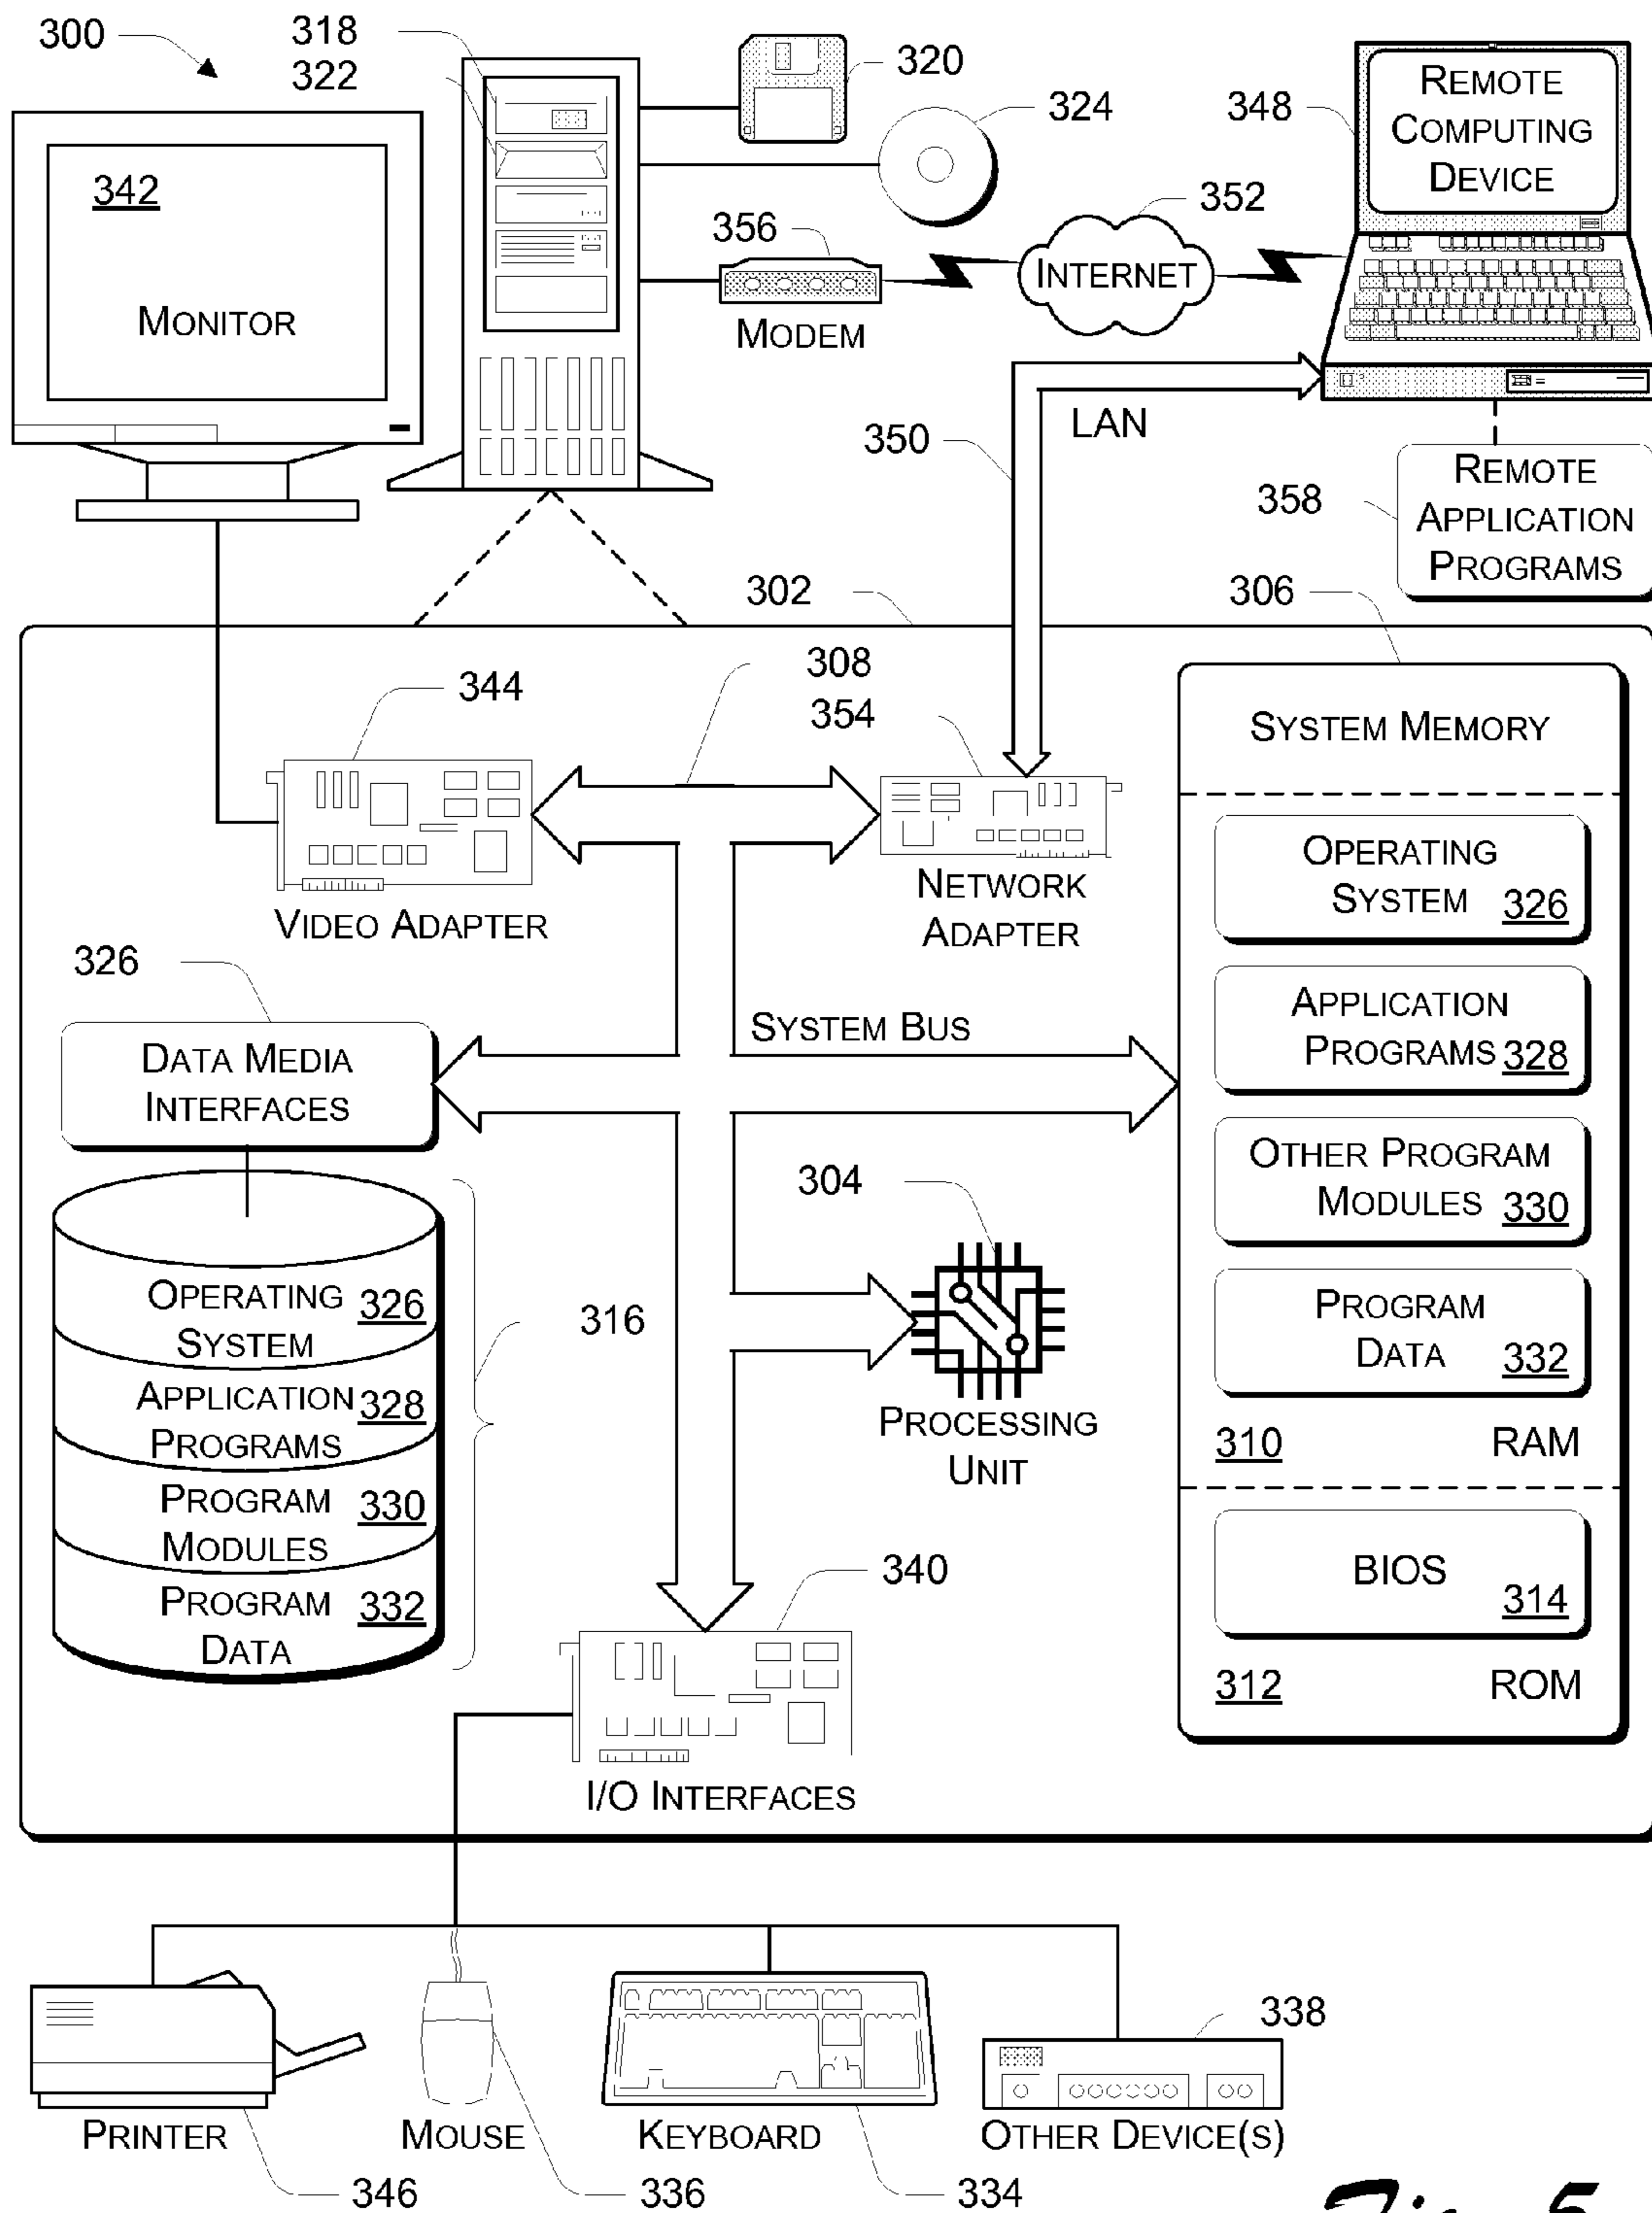 300
318
322
320
324
348
REMOTE
COMPUTING
DEVICE
342
MONITOR
356
MODEM
352
INTERNET
350
LAN
358
REMOTE
APPLICATION
PROGRAMS
302
306
308
344
354
VIDEO ADAPTER
NETWORK
ADAPTER
SYSTEM MEMORY
OPERATING
SYSTEM 326
APPLICATION
PROGRAMS 328
OTHER PROGRAM
MODULES 330
PROGRAM
DATA 332
310 RAM
BIOS
314
312 ROM
326
DATA MEDIA
INTERFACES
SYSTEM BUS
304
PROCESSING
UNIT
OPERATING 326
SYSTEM
APPLICATION 328
PROGRAMS
PROGRAM 330
MODULES
PROGRAM 332
DATA
316
340
I/O INTERFACES
338
PRINTER
MOUSE
KEYBOARD
OTHER DEVICE(S)
346
336
334
Fig. 5